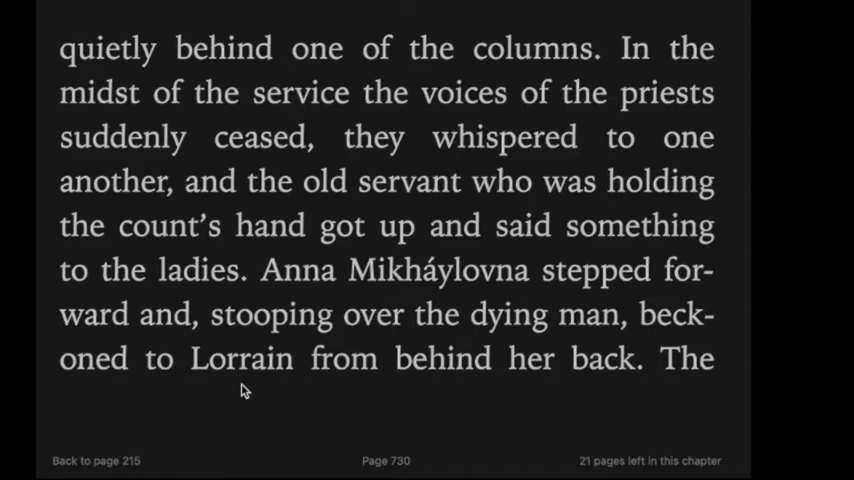 quietly behind one of the columns. In the
midst of the service the voices of the priests
suddenly ceased, they whispered to one
another, and the old servant who was holding
the count’s hand got up and said something
to the ladies. Anna Mikháylovna stepped for-
ward and, stooping over the dying man, beck-
oned to Lorrain from behind her back. The
Back to page 215
Page 730
21 pages left in this chapter